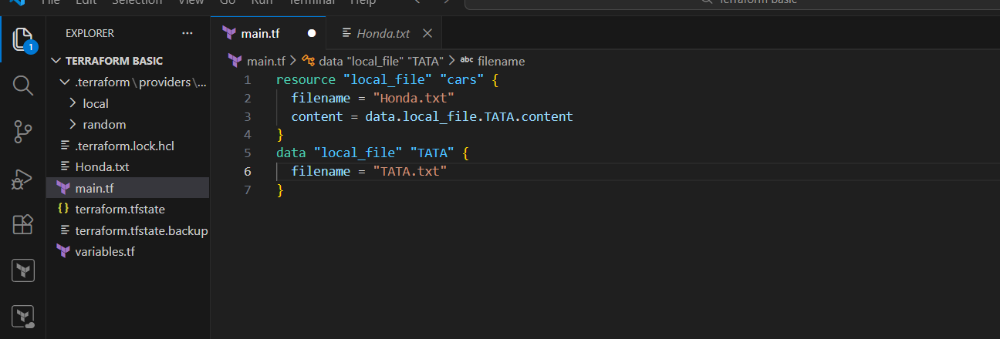 File Edit Selection View Go Run Terminal Help
Terraform basic
EXPLORER
main.tf
Honda.txt
1
TERRAFORM BASIC
main.tf > data "local_file" "TATA" > abc filename
.terraform\providers\...
local
random
.terraform.lock.hcl
Honda.txt
main.tf
terraform.tfstate
terraform.tfstate.backup
variables.tf
1 resource "local_file" "cars" {
2 filename = "Honda.txt"
3 content = data.local_file.TATA.content
4 }
5 data "local_file" "TATA" {
6 filename = "TATA.txt"
7 }